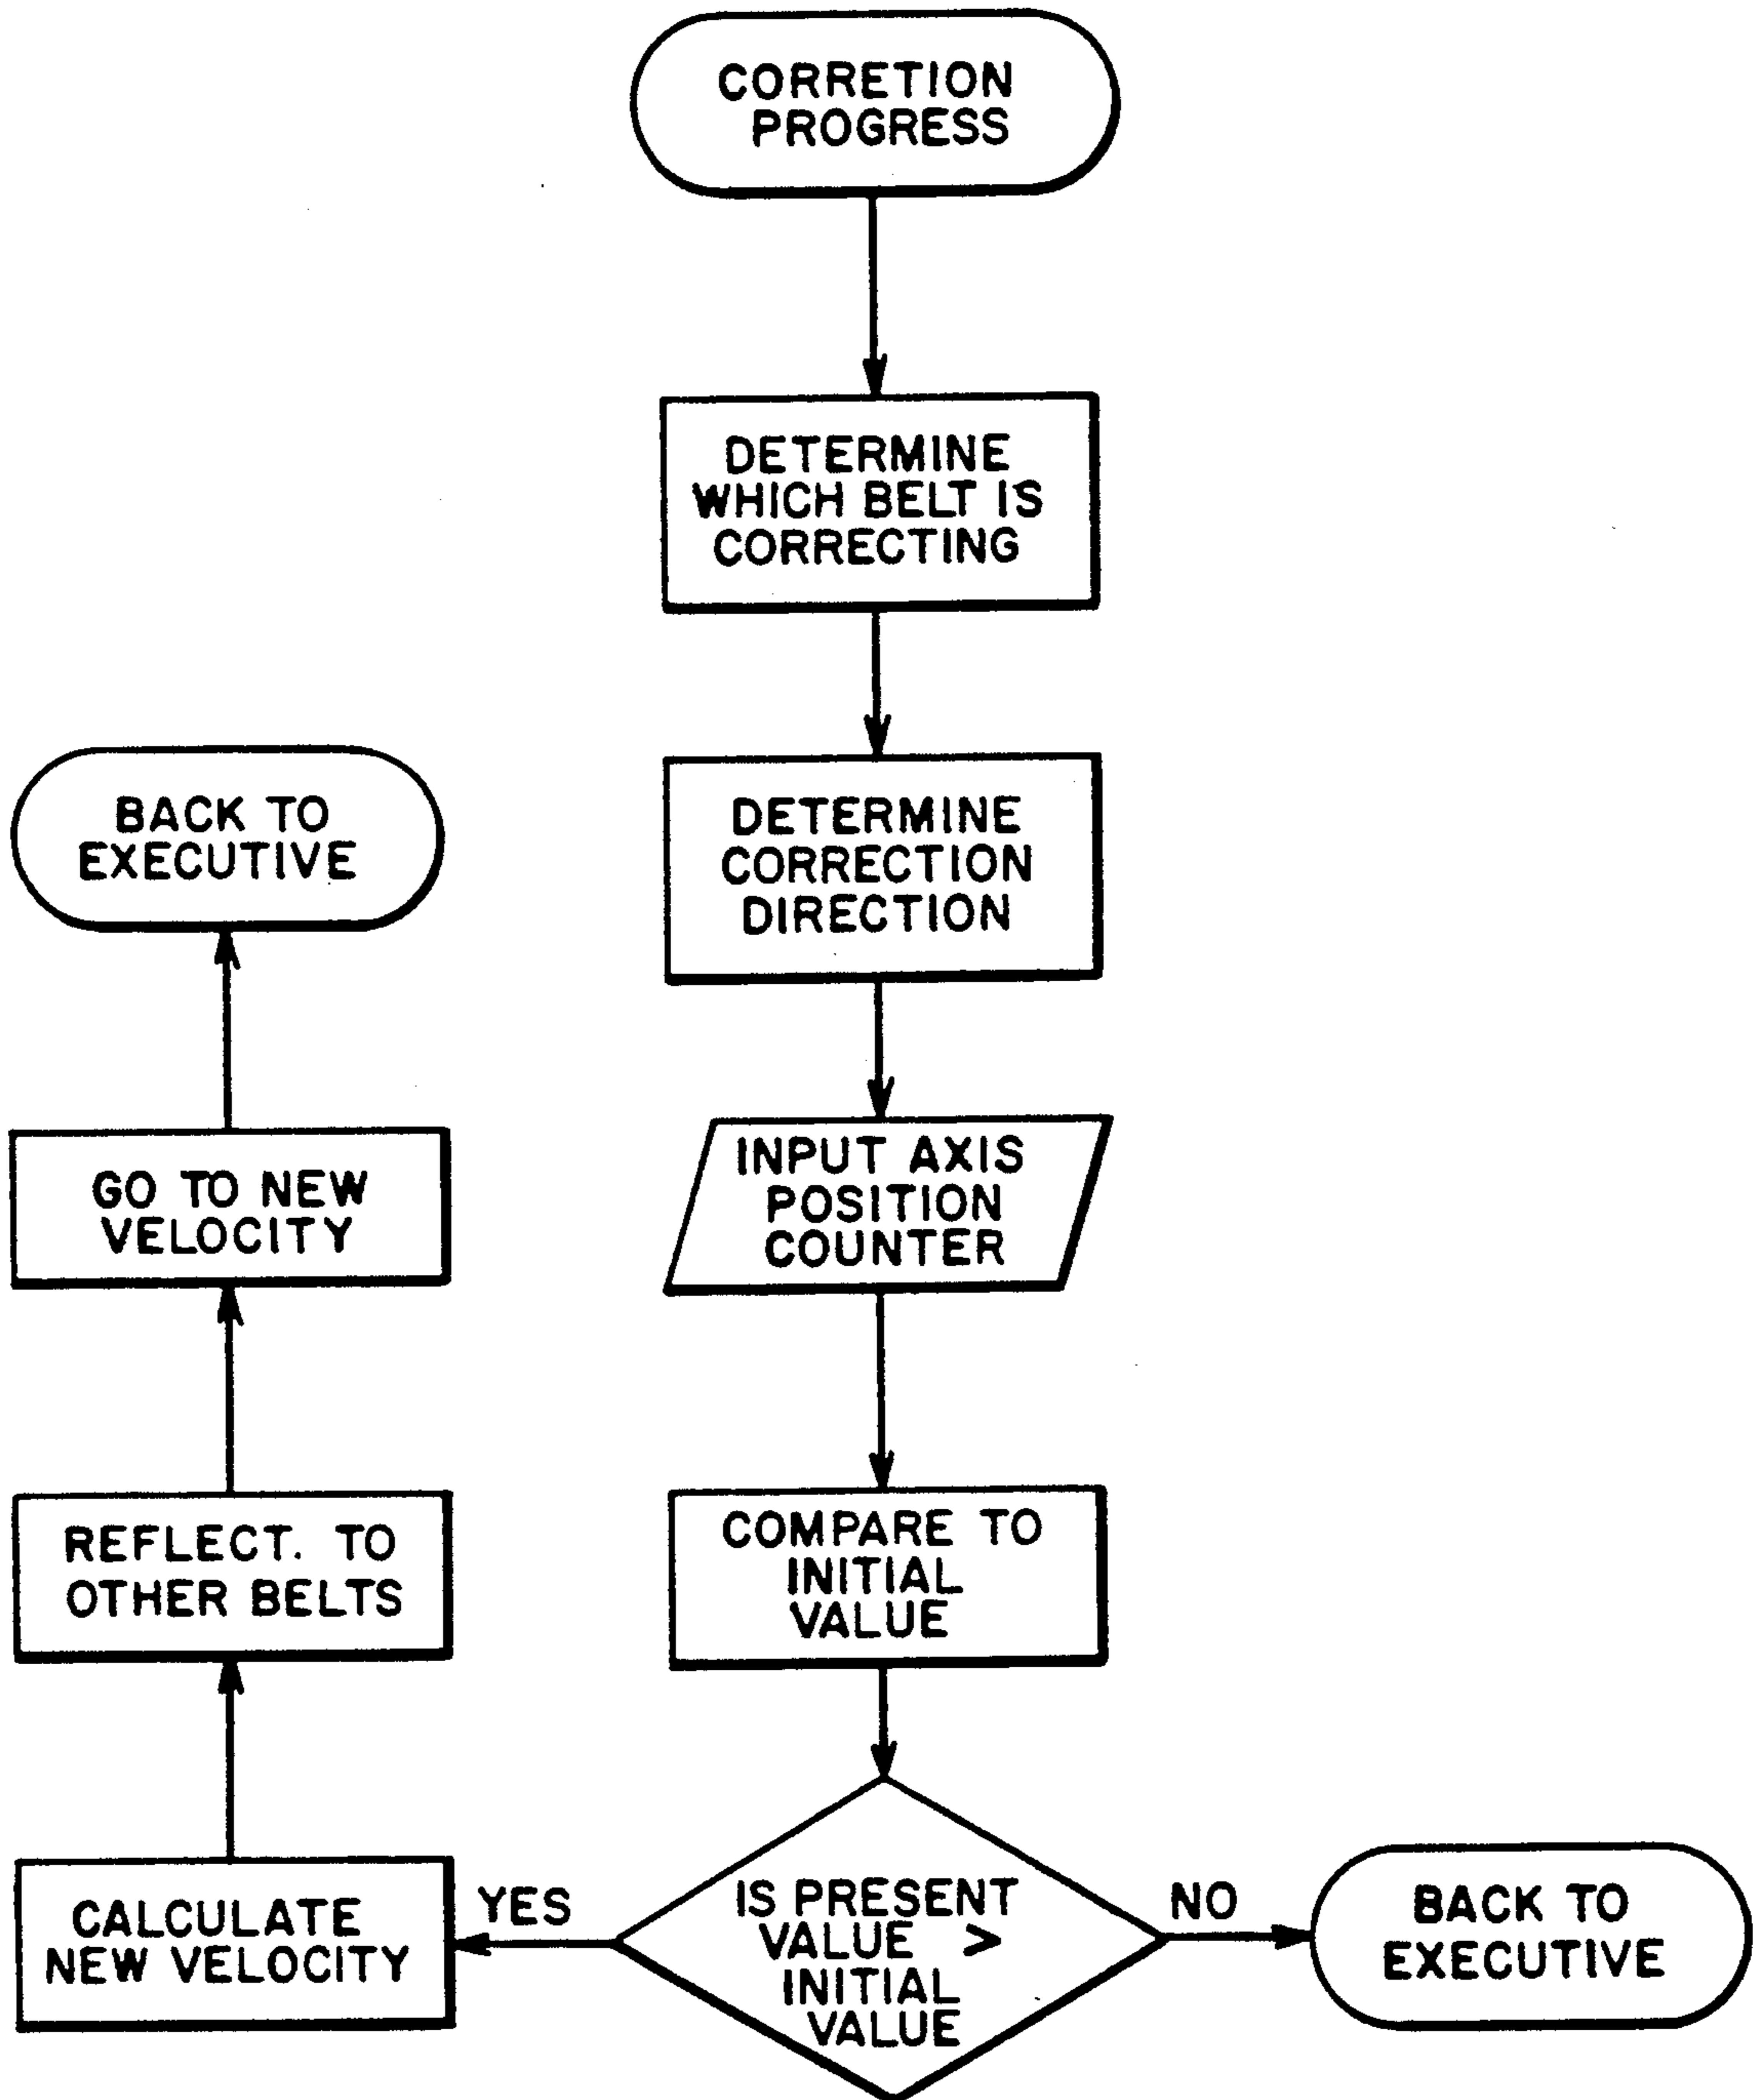 CORRETION
PROGRESS
DETERMINE
WHICH BELT IS
CORRECTING
DETERMINE
CORRECTION
DIRECTION
INPUT AXIS
POSITION
COUNTER
COMPARE TO
INITIAL
VALUE
IS PRESENT
VALUE >
INITIAL
VALUE
YES
NO
BACK TO
EXECUTIVE
CALCULATE
NEW VELOCITY
REFLECT. TO
OTHER BELTS
GO TO NEW
VELOCITY
BACK TO
EXECUTIVE